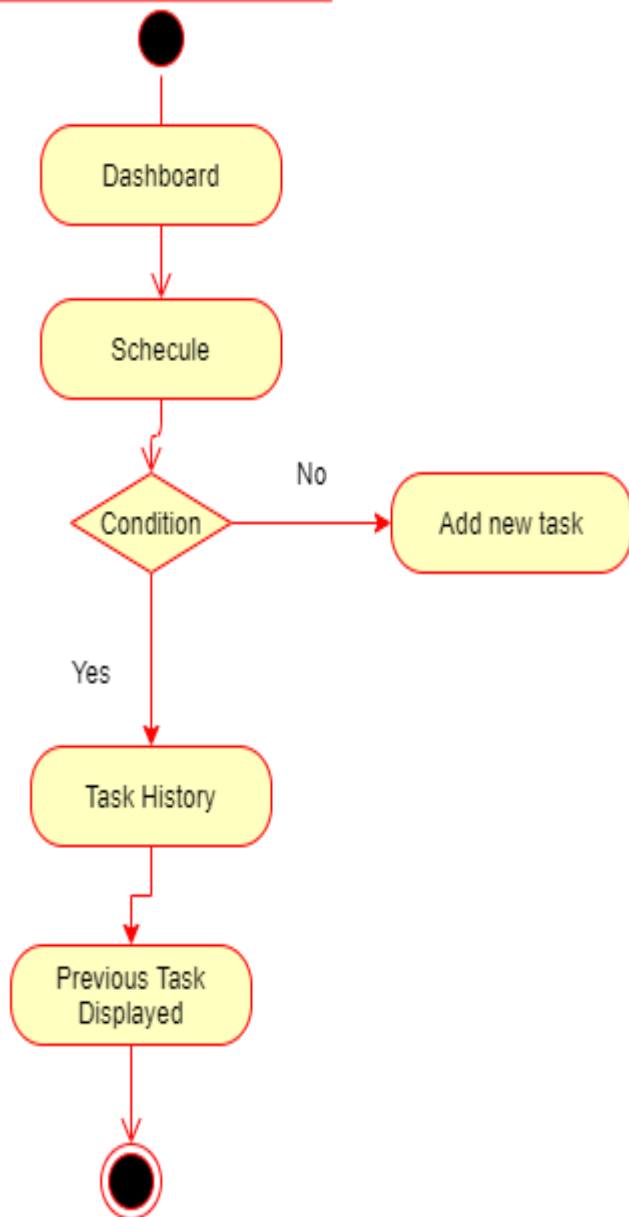 Dashboard
Schecule
No
Condition
Add new task
Yes
Task History
Previous Task
Displayed